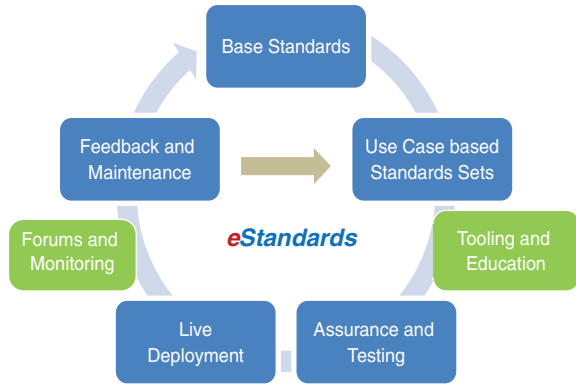 Base Standards
Feedback and
Maintenance
Use Case based
Standards Sets
eStandards
Forums and
Monitoring
Tooling and
Education
Live
Deployment
Assurance and
Testing